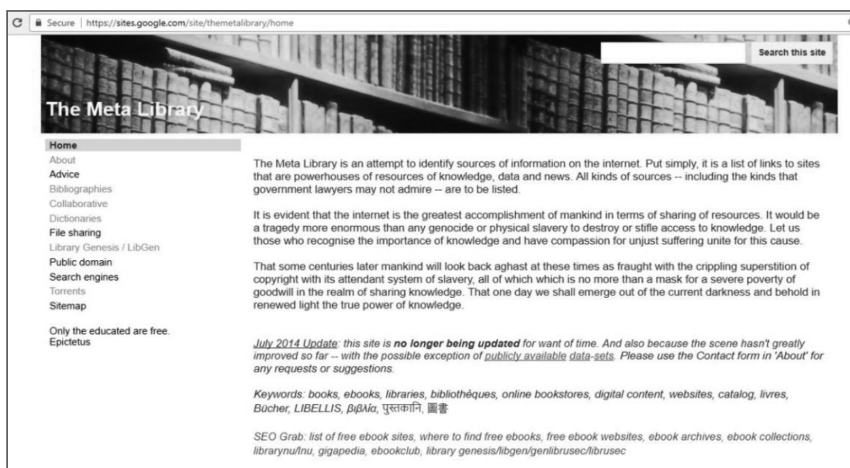 Secure | https://sites.google.com/site/themetalibrary/home
Search this site
The Meta Library
Home
About
Advice
Bibliographies
Collaborative
Dictionaries
File sharing
Library Genesis / LibGen
Public domain
Search engines
Torrents
Sitemap
Only the educated are free.
Epictetus
The Meta Library is an attempt to identify sources of information on the internet. Put simply, it is a list of links to sites
that are powerhouses of resources of knowledge, data and news. All kinds of sources -- including the kinds that
government lawyers may not admire -- are to be listed.
It is evident that the internet is the greatest accomplishment of mankind in terms of sharing of resources. It would be
a tragedy more enormous than any genocide or physical slavery to destroy or stifle access to knowledge. Let us
those who recognise the importance of knowledge and have compassion for unjust suffering unite for this cause.
That some centuries later mankind will look back aghast at these times as fraught with the crippling superstition of
copyright with its attendant system of slavery, all of which which is no more than a mask for a severe poverty of
goodwill in the realm of sharing knowledge. That one day we shall emerge out of the current darkness and behold in
renewed light the true power of knowledge.
July 2014 Update: this site is no longer being updated for want of time. And also because the scene hasn't greatly
improved so far -- with the possible exception of publicly available data-sets. Please use the Contact form in 'About' for
any requests or suggestions.
Keywords: books, ebooks, libraries, bibliothèques, online bookstores, digital content, websites, catalog, livres,
Bücher, LIBELLIS, βιβλία, पुस्तकानि, 圖書
SEO Grab: list of free ebook sites, where to find free ebooks, free ebook websites, ebook archives, ebook collections,
librarynu/lnu, gigapedia, ebookclub, library genesis/libgen/genlibrusec/librusec